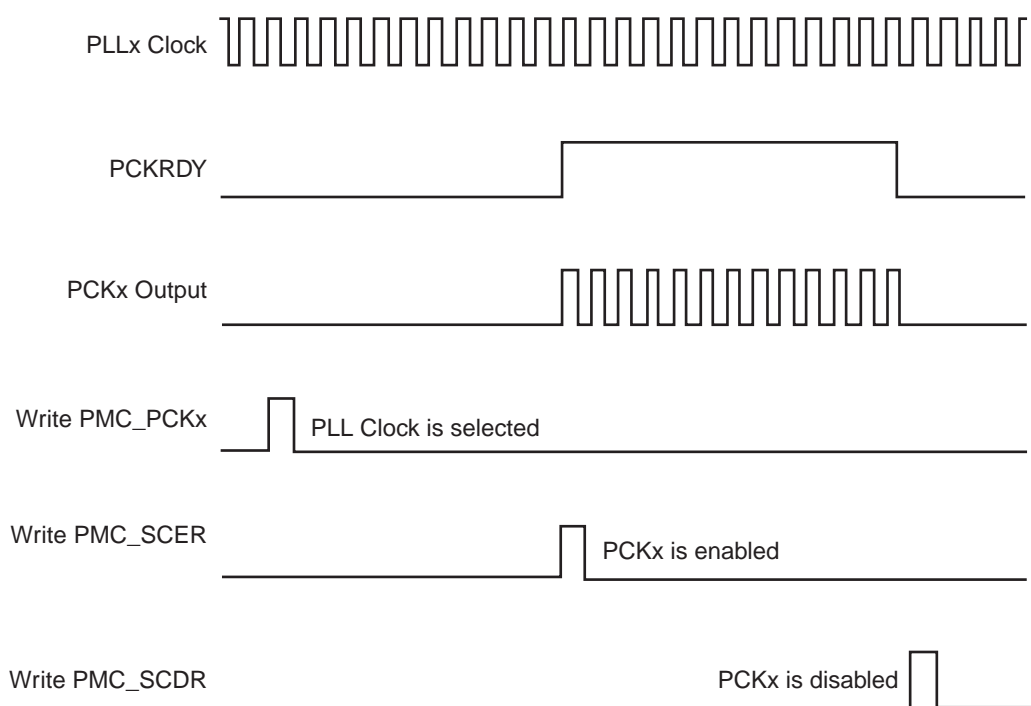 PLLx Clock
PCKRDY
PCKx Output
Write PMC_PCKx
PLL Clock is selected
Write PMC_SCER
PCKx is enabled
Write PMC_SCDR
PCKx is disabled